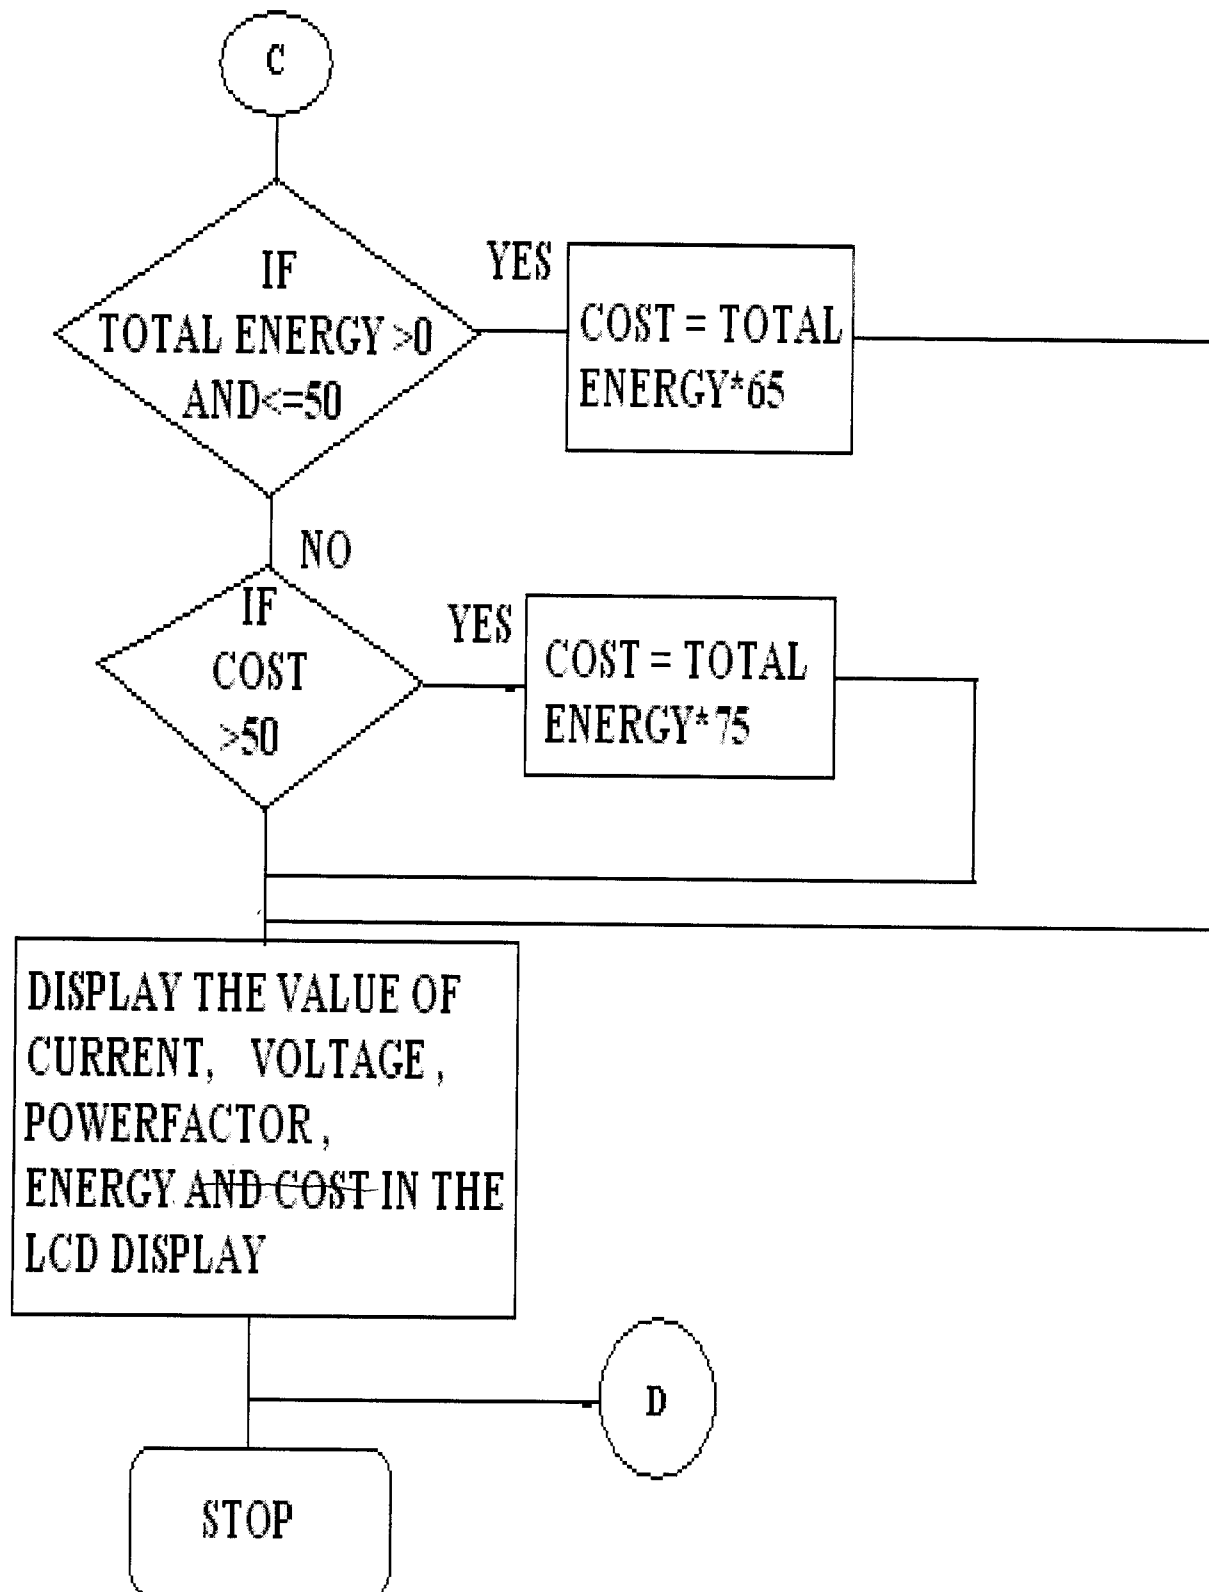 C
IF
TOTAL ENERGY >0
AND<=50
YES
COST = TOTAL
ENERGY*65
NO
IF
COST
>50
YES
COST = TOTAL
ENERGY*75
DISPLAY THE VALUE OF
CURRENT, VOLTAGE ,
POWERFACTOR ,
ENERGY AND COST IN THE
LCD DISPLAY
D
STOP